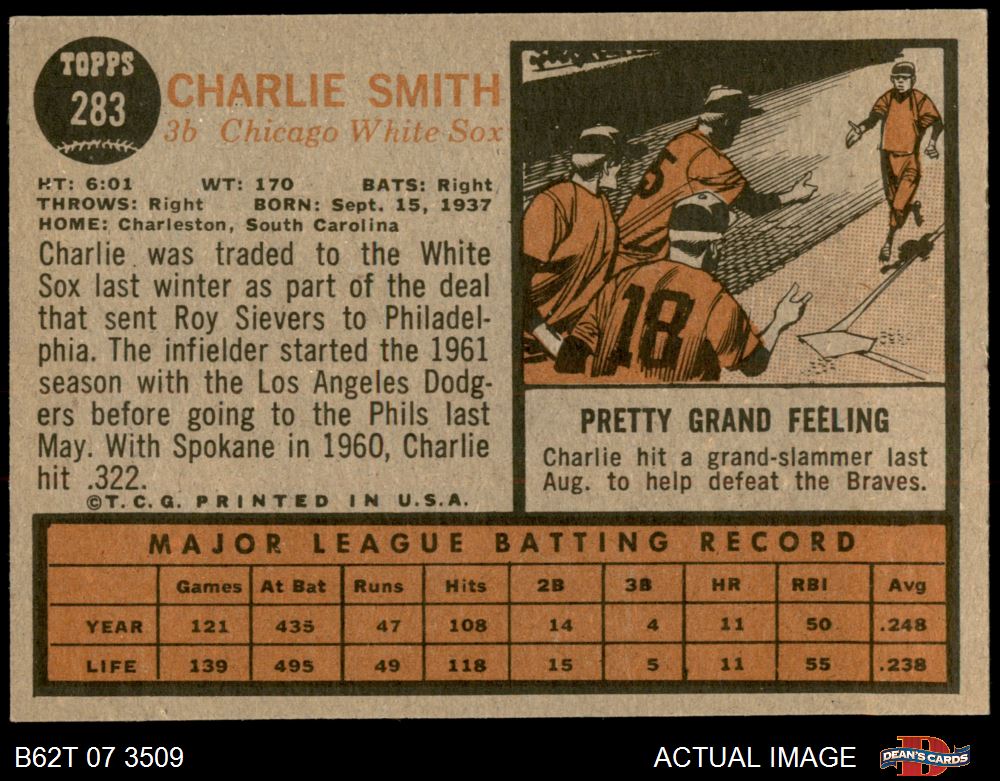 TOPPS
283
CHARLIE SMITH
3b Chicago White Sox
HT: 6:01 WT: 170 BATS: Right
THROWS: Right BORN: Sept. 15, 1937
HOME: Charleston, South Carolina
Charlie was traded to the White
Sox last winter as part of the deal
that sent Roy Sievers to Philadel-
phia. The infielder started the 1961
season with the Los Angeles Dodg-
ers before going to the Phils last
May. With Spokane in 1960, Charlie
hit .322.
©T.C.G. PRINTED IN U.S.A.
5
18
PRETTY GRAND FEELING
Charlie hit a grand-slammer last
Aug. to help defeat the Braves.
MAJOR LEAGUE BATTING RECORD
Games At Bat Runs Hits 2B 3B HR RBI Avg
YEAR 121 435 47 108 14 4 11 50 .248
LIFE 139 495 49 118 15 5 11 55 .238
B62T 07 3509
ACTUAL IMAGE
DEAN'S CARDS